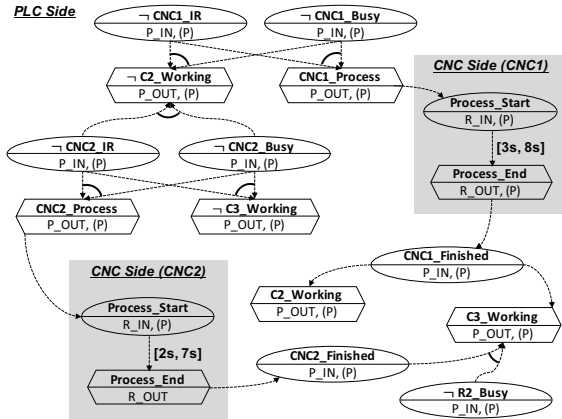 PLC Side
¬ CNC1_IR
P_IN, (P)
¬ CNC1_Busy
P_IN, (P)
¬ C2_Working
P_OUT, (P)
CNC1_Process
P_OUT, (P)
CNC Side (CNC1)
Process_Start
R_IN, (P)
[3s, 8s]
Process_End
R_OUT, (P)
¬ CNC2_IR
P_IN, (P)
¬ CNC2_Busy
P_IN, (P)
CNC2_Process
P_OUT, (P)
¬ C3_Working
P_OUT, (P)
CNC1_Finished
P_IN, (P)
C2_Working
P_OUT, (P)
C3_Working
P_OUT, (P)
CNC Side (CNC2)
Process_Start
R_IN, (P)
[2s, 7s]
Process_End
R_OUT
CNC2_Finished
P_IN, (P)
¬ R2_Busy
P_IN, (P)